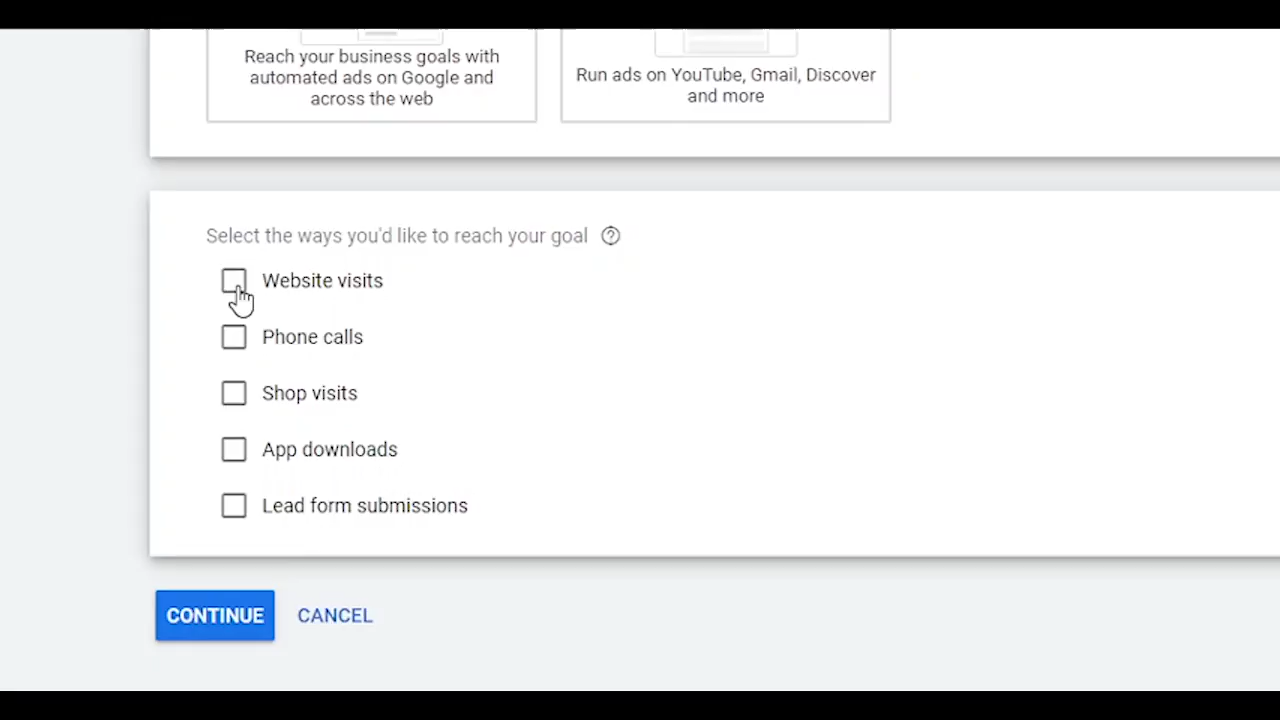 Reach your business goals with
automated ads on Google and
across the web
Run ads on YouTube, Gmail, Discover
and more
Select the ways you'd like to reach your goal
Website visits
Phone calls
Shop visits
App downloads
Lead form submissions
CONTINUE CANCEL